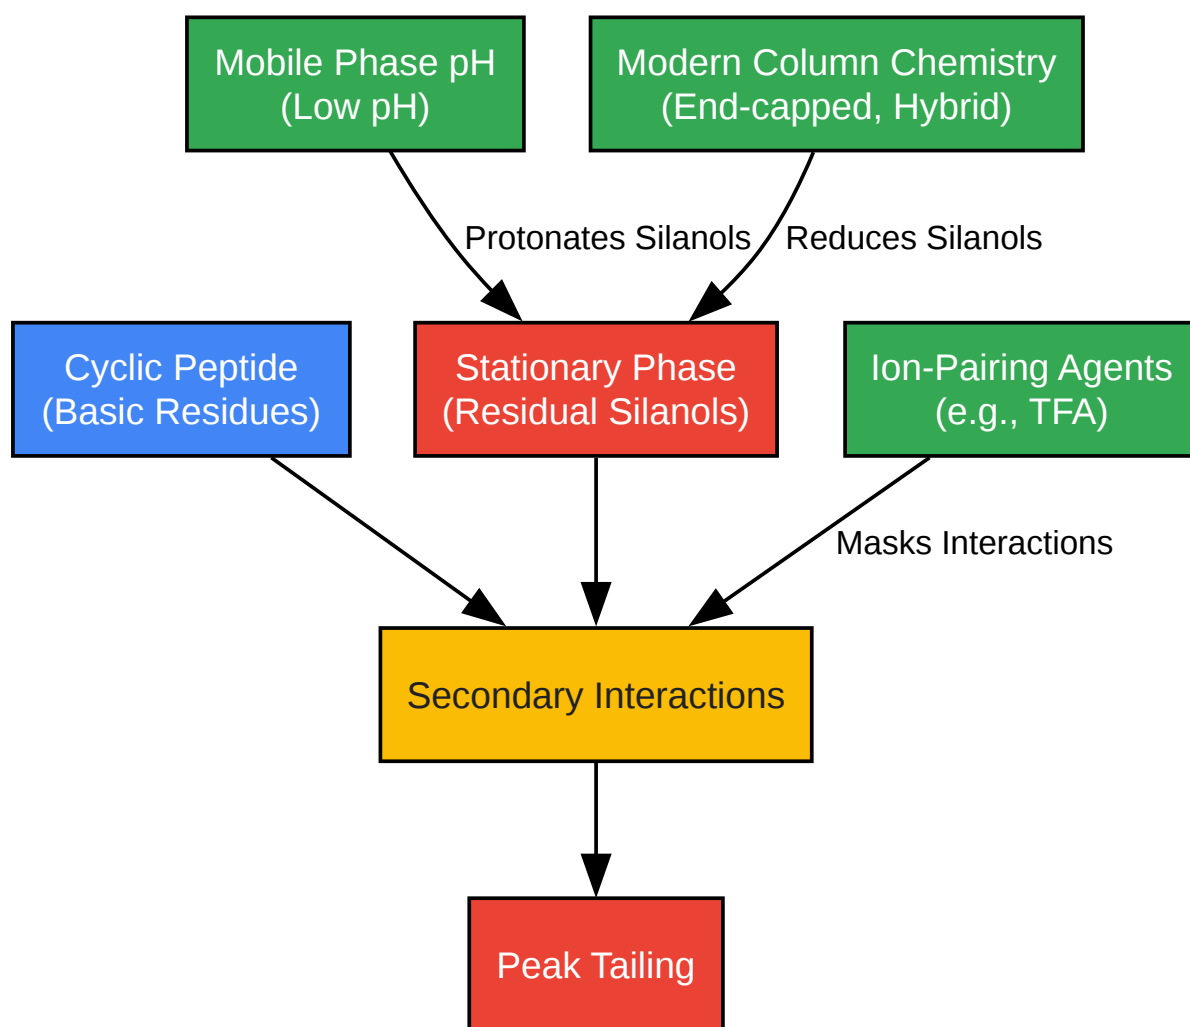 Mobile Phase pH
(Low pH)
Modern Column Chemistry
(End-capped, Hybrid)
Protonates Silanols
Reduces Silanols
Cyclic Peptide
(Basic Residues)
Stationary Phase
(Residual Silanols)
Ion-Pairing Agents
(e.g., TFA)
Masks Interactions
Secondary Interactions
Peak Tailing